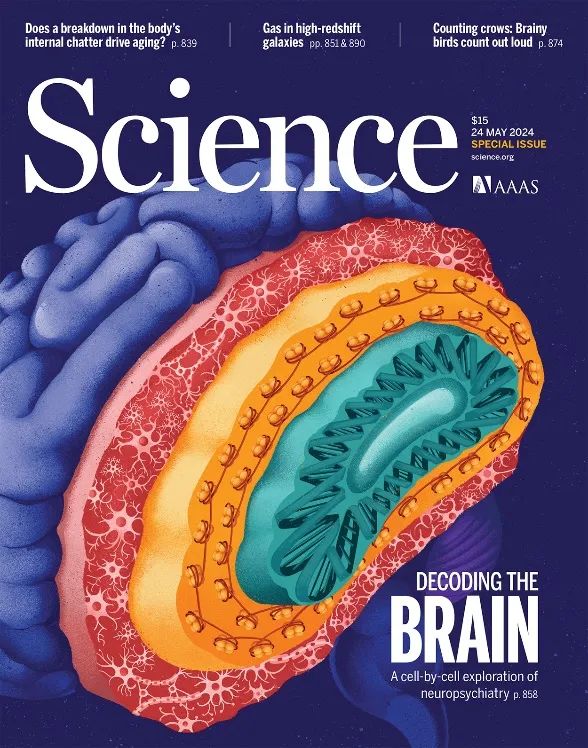 Does a breakdown in the body's
internal chatter drive aging? p. 839
Gas in high-redshift
galaxies pp. 851 & 890
Counting crows: Brainy
birds count out loud p. 874
Science
$15
24 MAY 2024
SPECIAL ISSUE
science.org
AAAS
DECODING THE
BRAIN
A cell-by-cell exploration of
neuropsychiatry p. 858